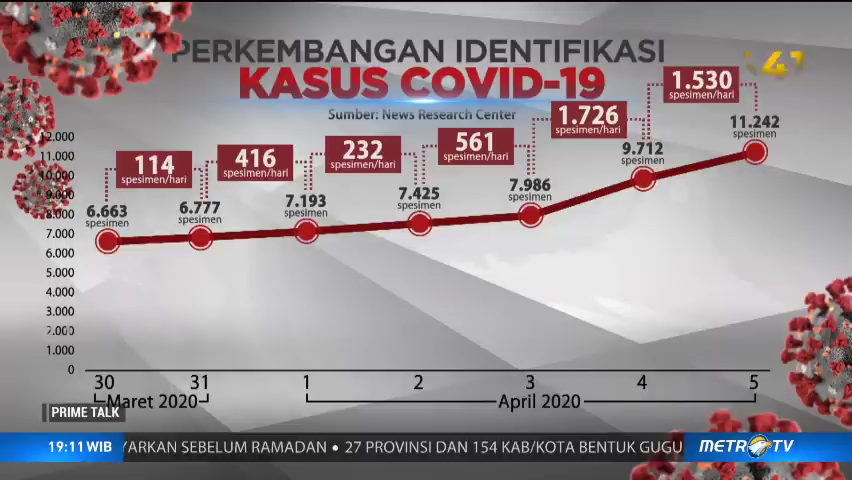 PERKEMBANGAN IDENTIFIKASI
KASUS COVID-19
Sumber: News Research Center
12.000
11.000
10.000
9.000
8.000
7.000
6.000
5.000
4.000
3.000
2.000
1.000
0
6.663
spesimen
114
spesimen/hari
6.777
spesimen
416
spesimen/hari
7.193
spesimen
232
spesimen/hari
7.425
spesimen
561
spesimen/hari
7.986
spesimen
1.726
spesimen/hari
9.712
spesimen
1.530
spesimen/hari
11.242
spesimen
30 31 1 2 3 4 5
Maret 2020 April 2020
PRIME TALK
19:11 WIB YARKAN SEBELUM RAMADAN • 27 PROVINSI DAN 154 KAB/KOTA BENTUK GUGU METRO TV